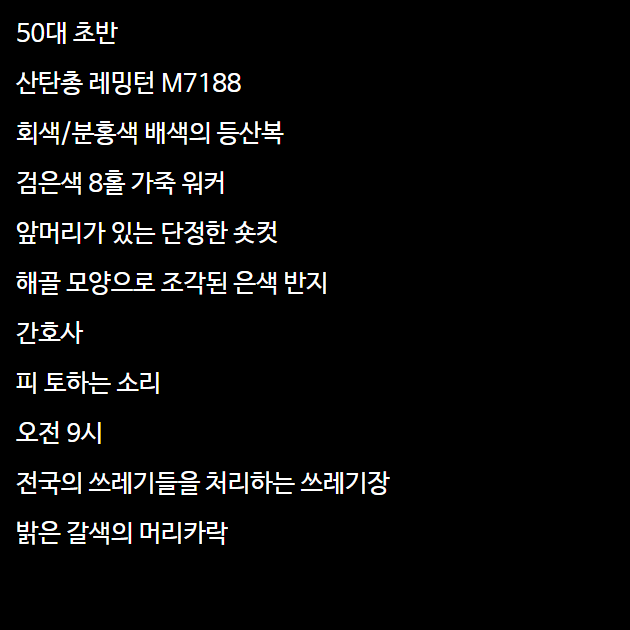 50대 초반
산탄총 레밍턴 M7188
회색/분홍색 배색의 등산복
검은색 8홀 가죽 워커
앞머리가 있는 단정한 숏컷
해골 모양으로 조각된 은색 반지
간호사
피 토하는 소리
오전 9시
전국의 쓰레기들을 처리하는 쓰레기장
밝은 갈색의 머리카락